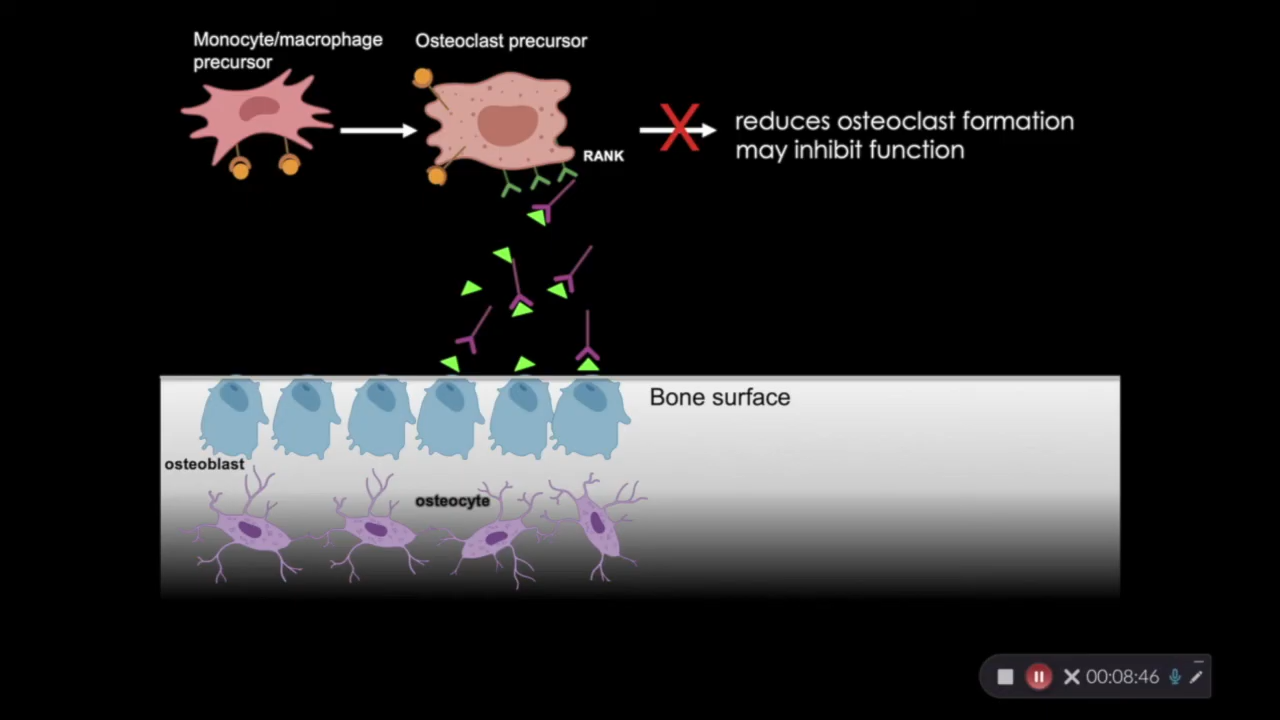 Monocyte/macrophage
precursor
Osteoclast precursor
RANK
reduces osteoclast formation
may inhibit function
Bone surface
osteoblast
osteocyte
00:08:46